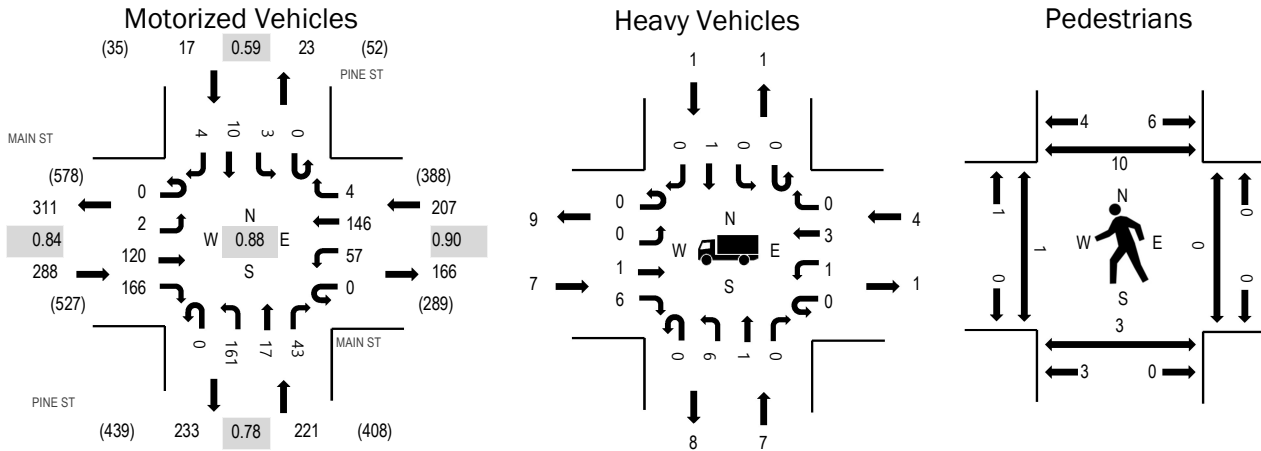 Motorized Vehicles
(35) 17 0.59 23 (52)
PINE ST
4 10 3 0
MAIN ST
(578) 0 4 (388)
311 2 N 146 207
0.84 W 0.88 E 0.90
120 57
288 S 166
166 0
(527) (289)
0 161 17 43
MAIN ST
PINE ST
(439) 233 0.78 221 (408)
Heavy Vehicles
1 1
0 1 0 0
0 0
9 N 4
0 3
W E
1 1
7 S 1
6 0
0 6 1 0
8 7
Pedestrians
4 6
10
N
1 0
W E
1 0
0 0
S
3
3 0